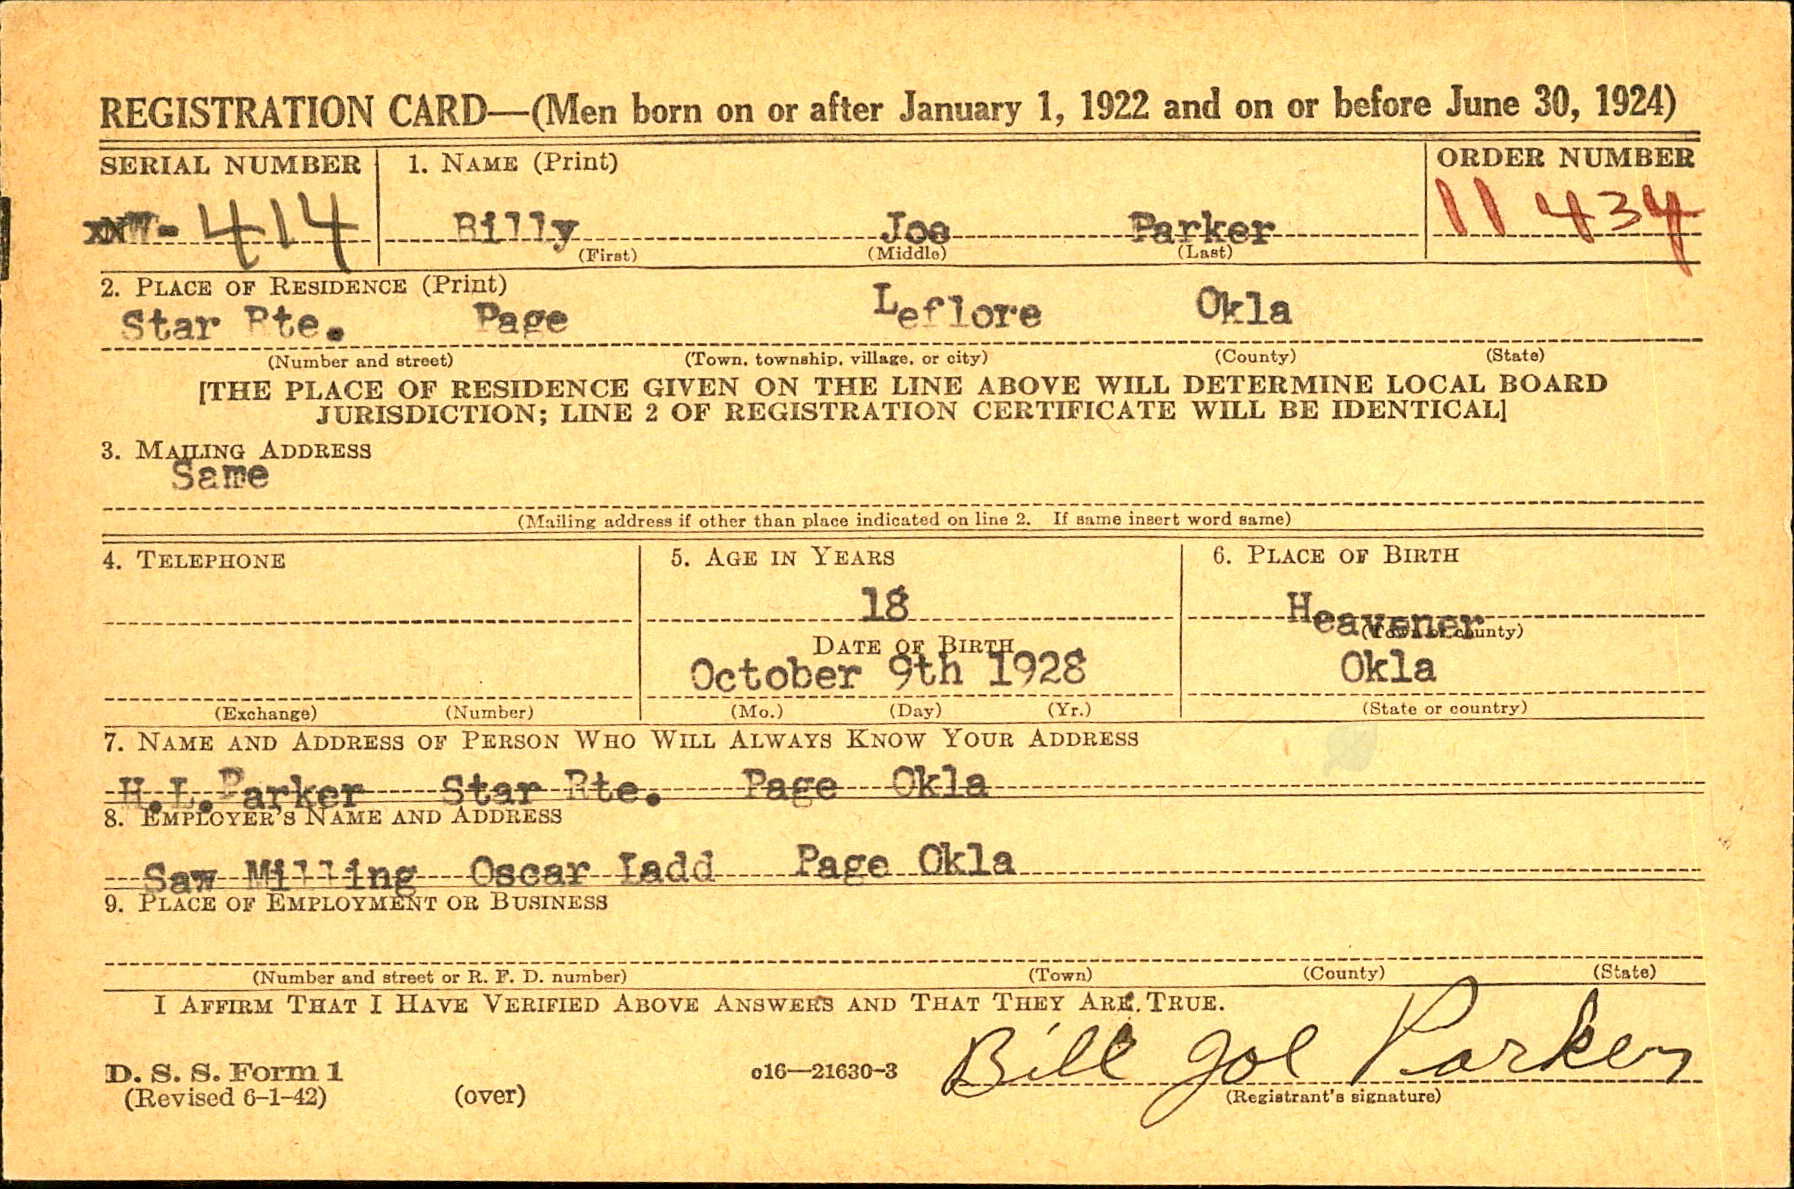 REGISTRATION CARD—(Men born on or after January 1, 1922 and on or before June 30, 1924)
SERIAL NUMBER 1. NAME (Print) ORDER NUMBER
W- 414 Billy Joe Parker 11434
(First) (Middle) (Last)
2. PLACE OF RESIDENCE (Print)
Star Rte. Page Leflore Okla
(Number and street) (Town, township, village, or city) (County) (State)
[THE PLACE OF RESIDENCE GIVEN ON THE LINE ABOVE WILL DETERMINE LOCAL BOARD
JURISDICTION; LINE 2 OF REGISTRATION CERTIFICATE WILL BE IDENTICAL]
3. MAILING ADDRESS
Same
(Mailing address if other than place indicated on line 2. If same insert word same)
4. TELEPHONE 5. AGE IN YEARS 6. PLACE OF BIRTH
18 Heavener
(Town or county)
DATE OF BIRTH
October 9th 1928 Okla
(Exchange) (Number) (Mo.) (Day) (Yr.) (State or country)
7. NAME AND ADDRESS OF PERSON WHO WILL ALWAYS KNOW YOUR ADDRESS
H.L.Parker Star Rte. Page Okla
8. EMPLOYER'S NAME AND ADDRESS
Saw Milling Oscar Ladd Page Okla
9. PLACE OF EMPLOYMENT OR BUSINESS
(Number and street or R. F. D. number) (Town) (County) (State)
I AFFIRM THAT I HAVE VERIFIED ABOVE ANSWERS AND THAT THEY ARE TRUE.
Bill Joe Parker
D. S. S. Form 1 c16—21630-3
(Revised 6-1-42) (over) (Registrant's signature)